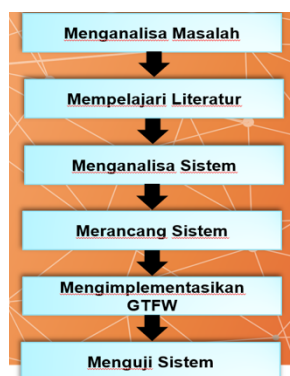 Menganalisa Masalah
Mempelajari Literatur
Menganalisa Sistem
Merancang Sistem
Mengimplementasikan
GTFW
Menguji Sistem